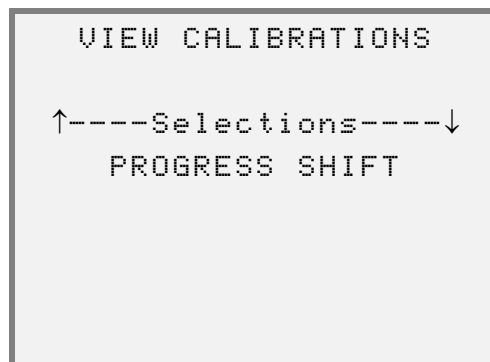 VIEW CALIBRATIONS
↑----Selections----↓
PROGRESS SHIFT